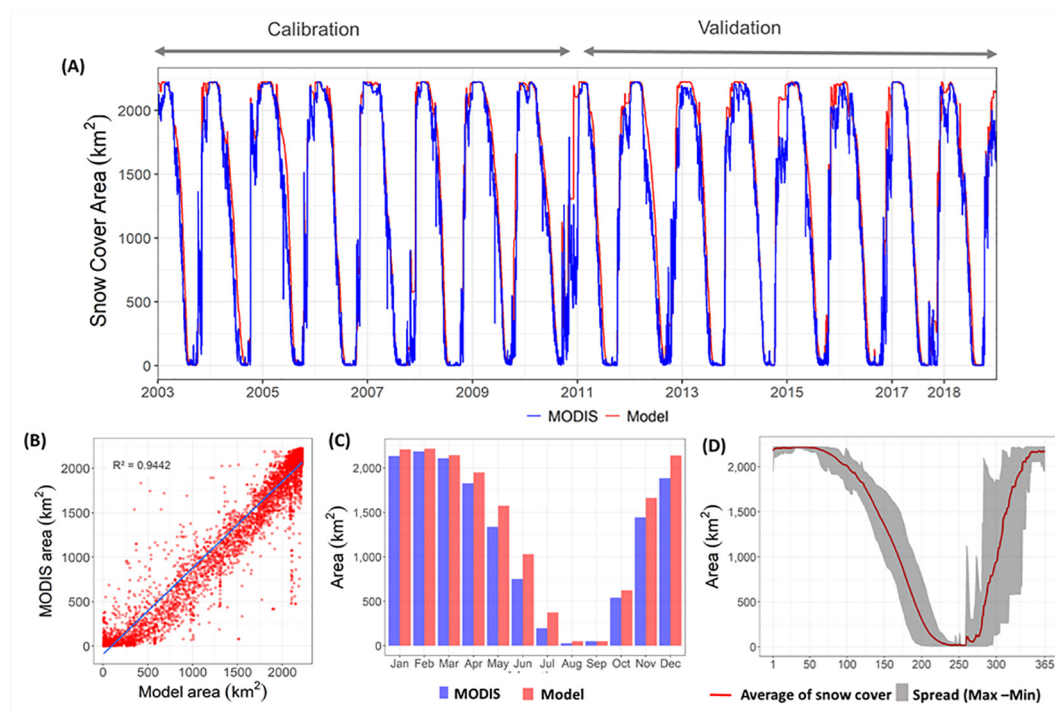 Calibration Validation
(A)
Snow Cover Area (km²)
2000
1500
1000
500
0
2003 2005 2007 2009 2011 2013 2015 2017 2018
MODIS Model
(B)
R² = 0.9442
MODIS area (km²)
2000
1500
1000
500
0
0 500 1000 1500 2000
Model area (km²)
(C)
Area (km²)
2,000
1,500
1,000
500
0
Jan Feb Mar Apr May Jun Jul Aug Sep Oct Nov Dec
MODIS Model
(D)
Area (km²)
2,000
1,500
1,000
500
0
1 50 100 150 200 250 300 365
Average of snow cover Spread (Max –Min)